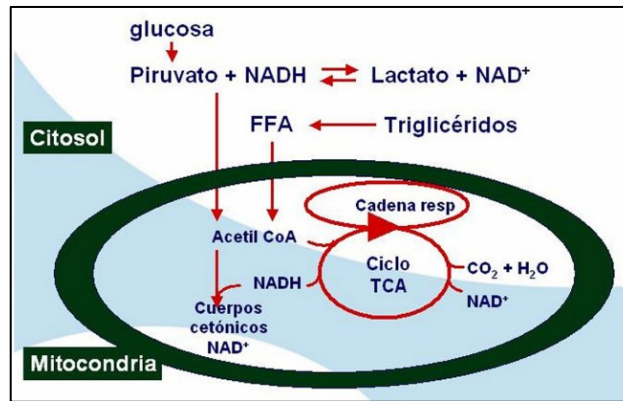 glucosa
Piruvato + NADH
Lactato + NAD⁺
FFA
Triglicéridos
Citosol
Cadena resp
Acetil CoA
Ciclo
TCA
NADH
CO₂ + H₂O
NAD⁺
Cuerpos
cetónicos
NAD⁺
Mitocondria